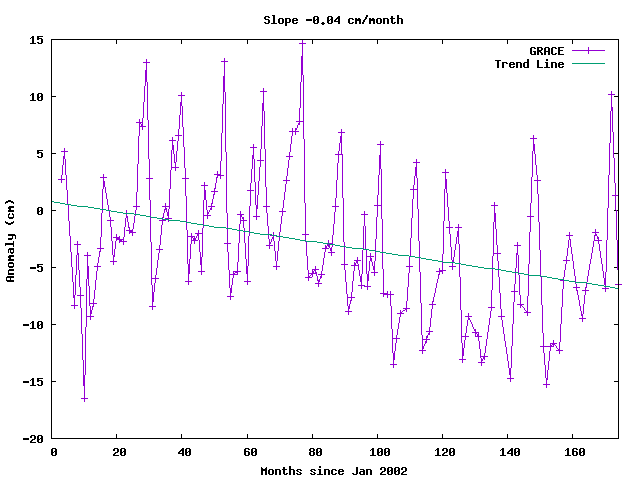 Slope -0.04 cm/month
GRACE
Trend Line
15
10
5
0
-5
-10
-15
-20
Anomaly (cm)
0 20 40 60 80 100 120 140 160
Months since Jan 2002